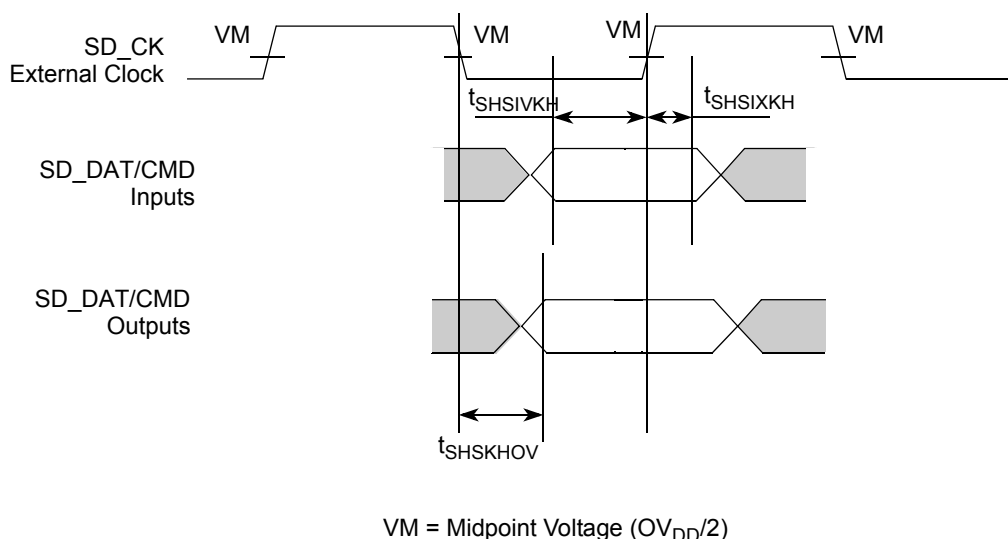 VM
VM
VM
VM
SD_CK
External Clock
tSHSIVKH
tSHSIXKH
SD_DAT/CMD
Inputs
SD_DAT/CMD
Outputs
tSHSKHOV
VM = Midpoint Voltage (OVDD/2)